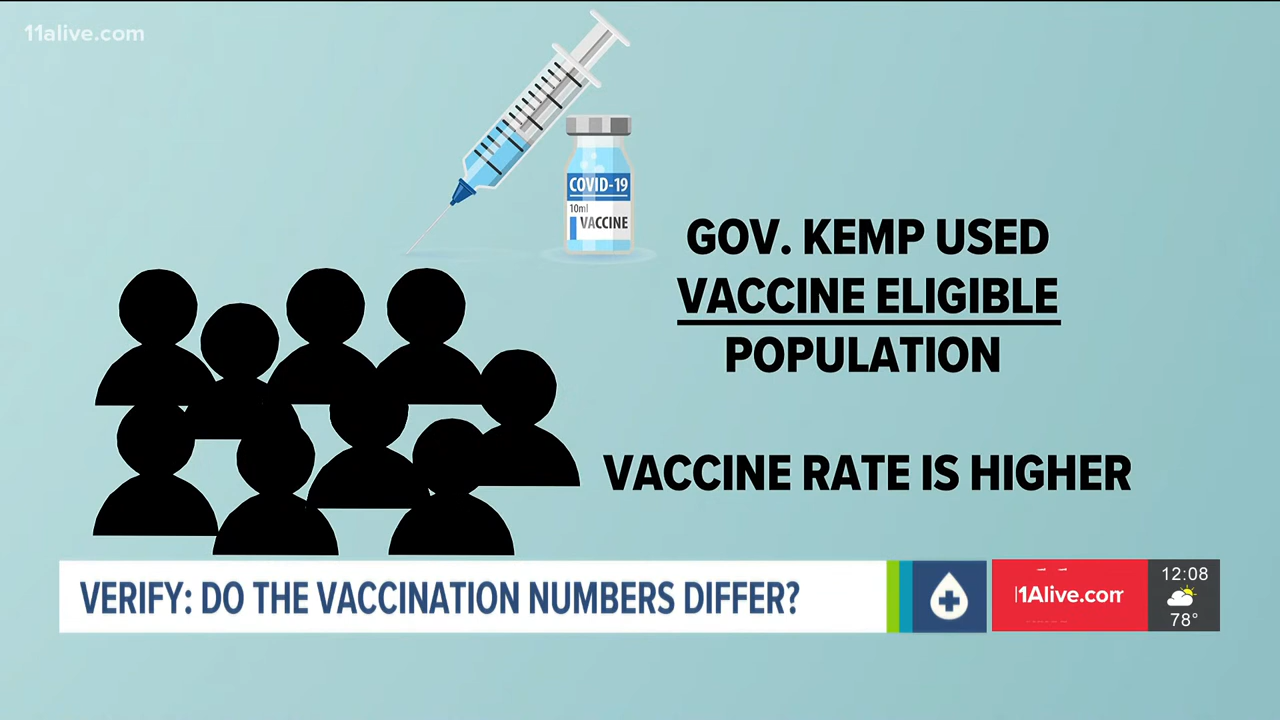 11alive.com
COVID-19
10ml
VACCINE
GOV. KEMP USED
VACCINE ELIGIBLE
POPULATION
VACCINE RATE IS HIGHER
VERIFY: DO THE VACCINATION NUMBERS DIFFER?
11Alive.com
12:08
78°